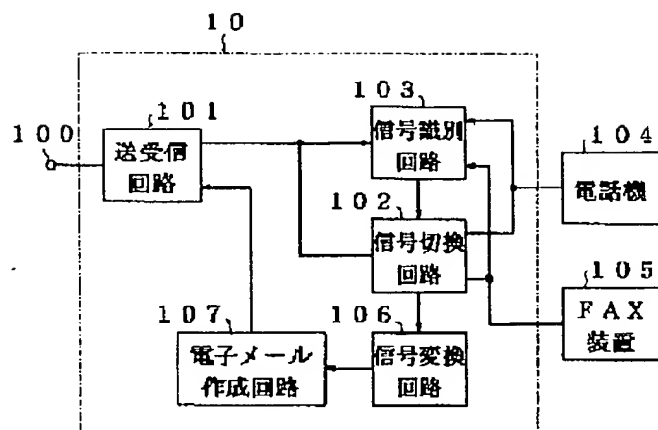 10
103
101
100
送受信
回路
信号識別
回路
104
電話機
102
信号切換
回路
105
FAX
装置
107
106
電子メール
作成回路
信号変換
回路